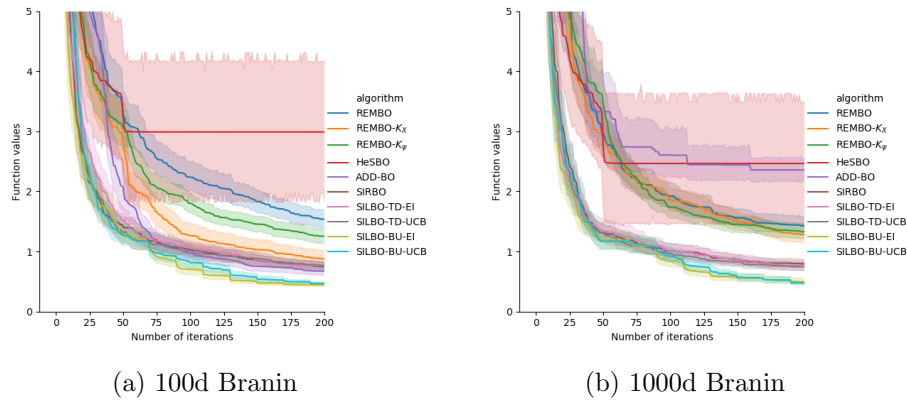 5
4
3
2
1
0
Function values
0 25 50 75 100 125 150 175 200
Number of iterations
algorithm
REMBO
REMBO-K_X
REMBO-K_ψ
HeSBO
ADD-BO
SIRBO
SILBO-TD-EI
SILBO-TD-UCB
SILBO-BU-EI
SILBO-BU-UCB
(a) 100d Branin
5
4
3
2
1
0
Function values
0 25 50 75 100 125 150 175 200
Number of iterations
algorithm
REMBO
REMBO-K_X
REMBO-K_ψ
HeSBO
ADD-BO
SIRBO
SILBO-TD-EI
SILBO-TD-UCB
SILBO-BU-EI
SILBO-BU-UCB
(b) 1000d Branin